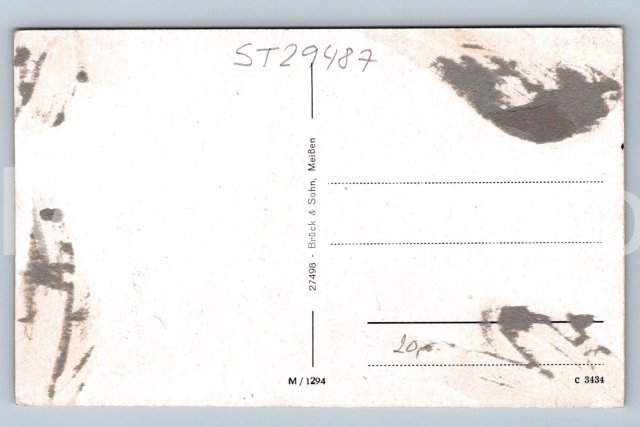 ST29487
27498 - Brück & Sohn, Meißen
20,-
M/1294
c 3434